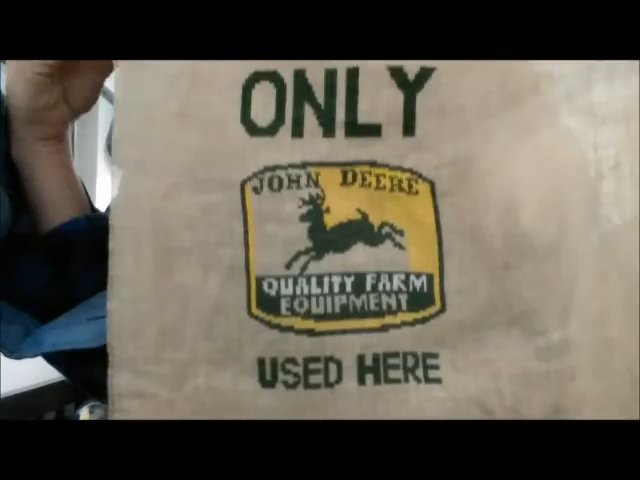 ONLY
JOHN DEERE
QUALITY FARM
EQUIPMENT
USED HERE